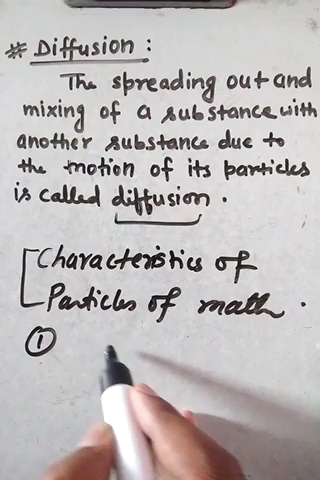 # Diffusion :
The spreading out and
mixing of a substance with
another substance due to
the motion of its particles
is called diffusion .
Characteristics of
Particles of math .
①